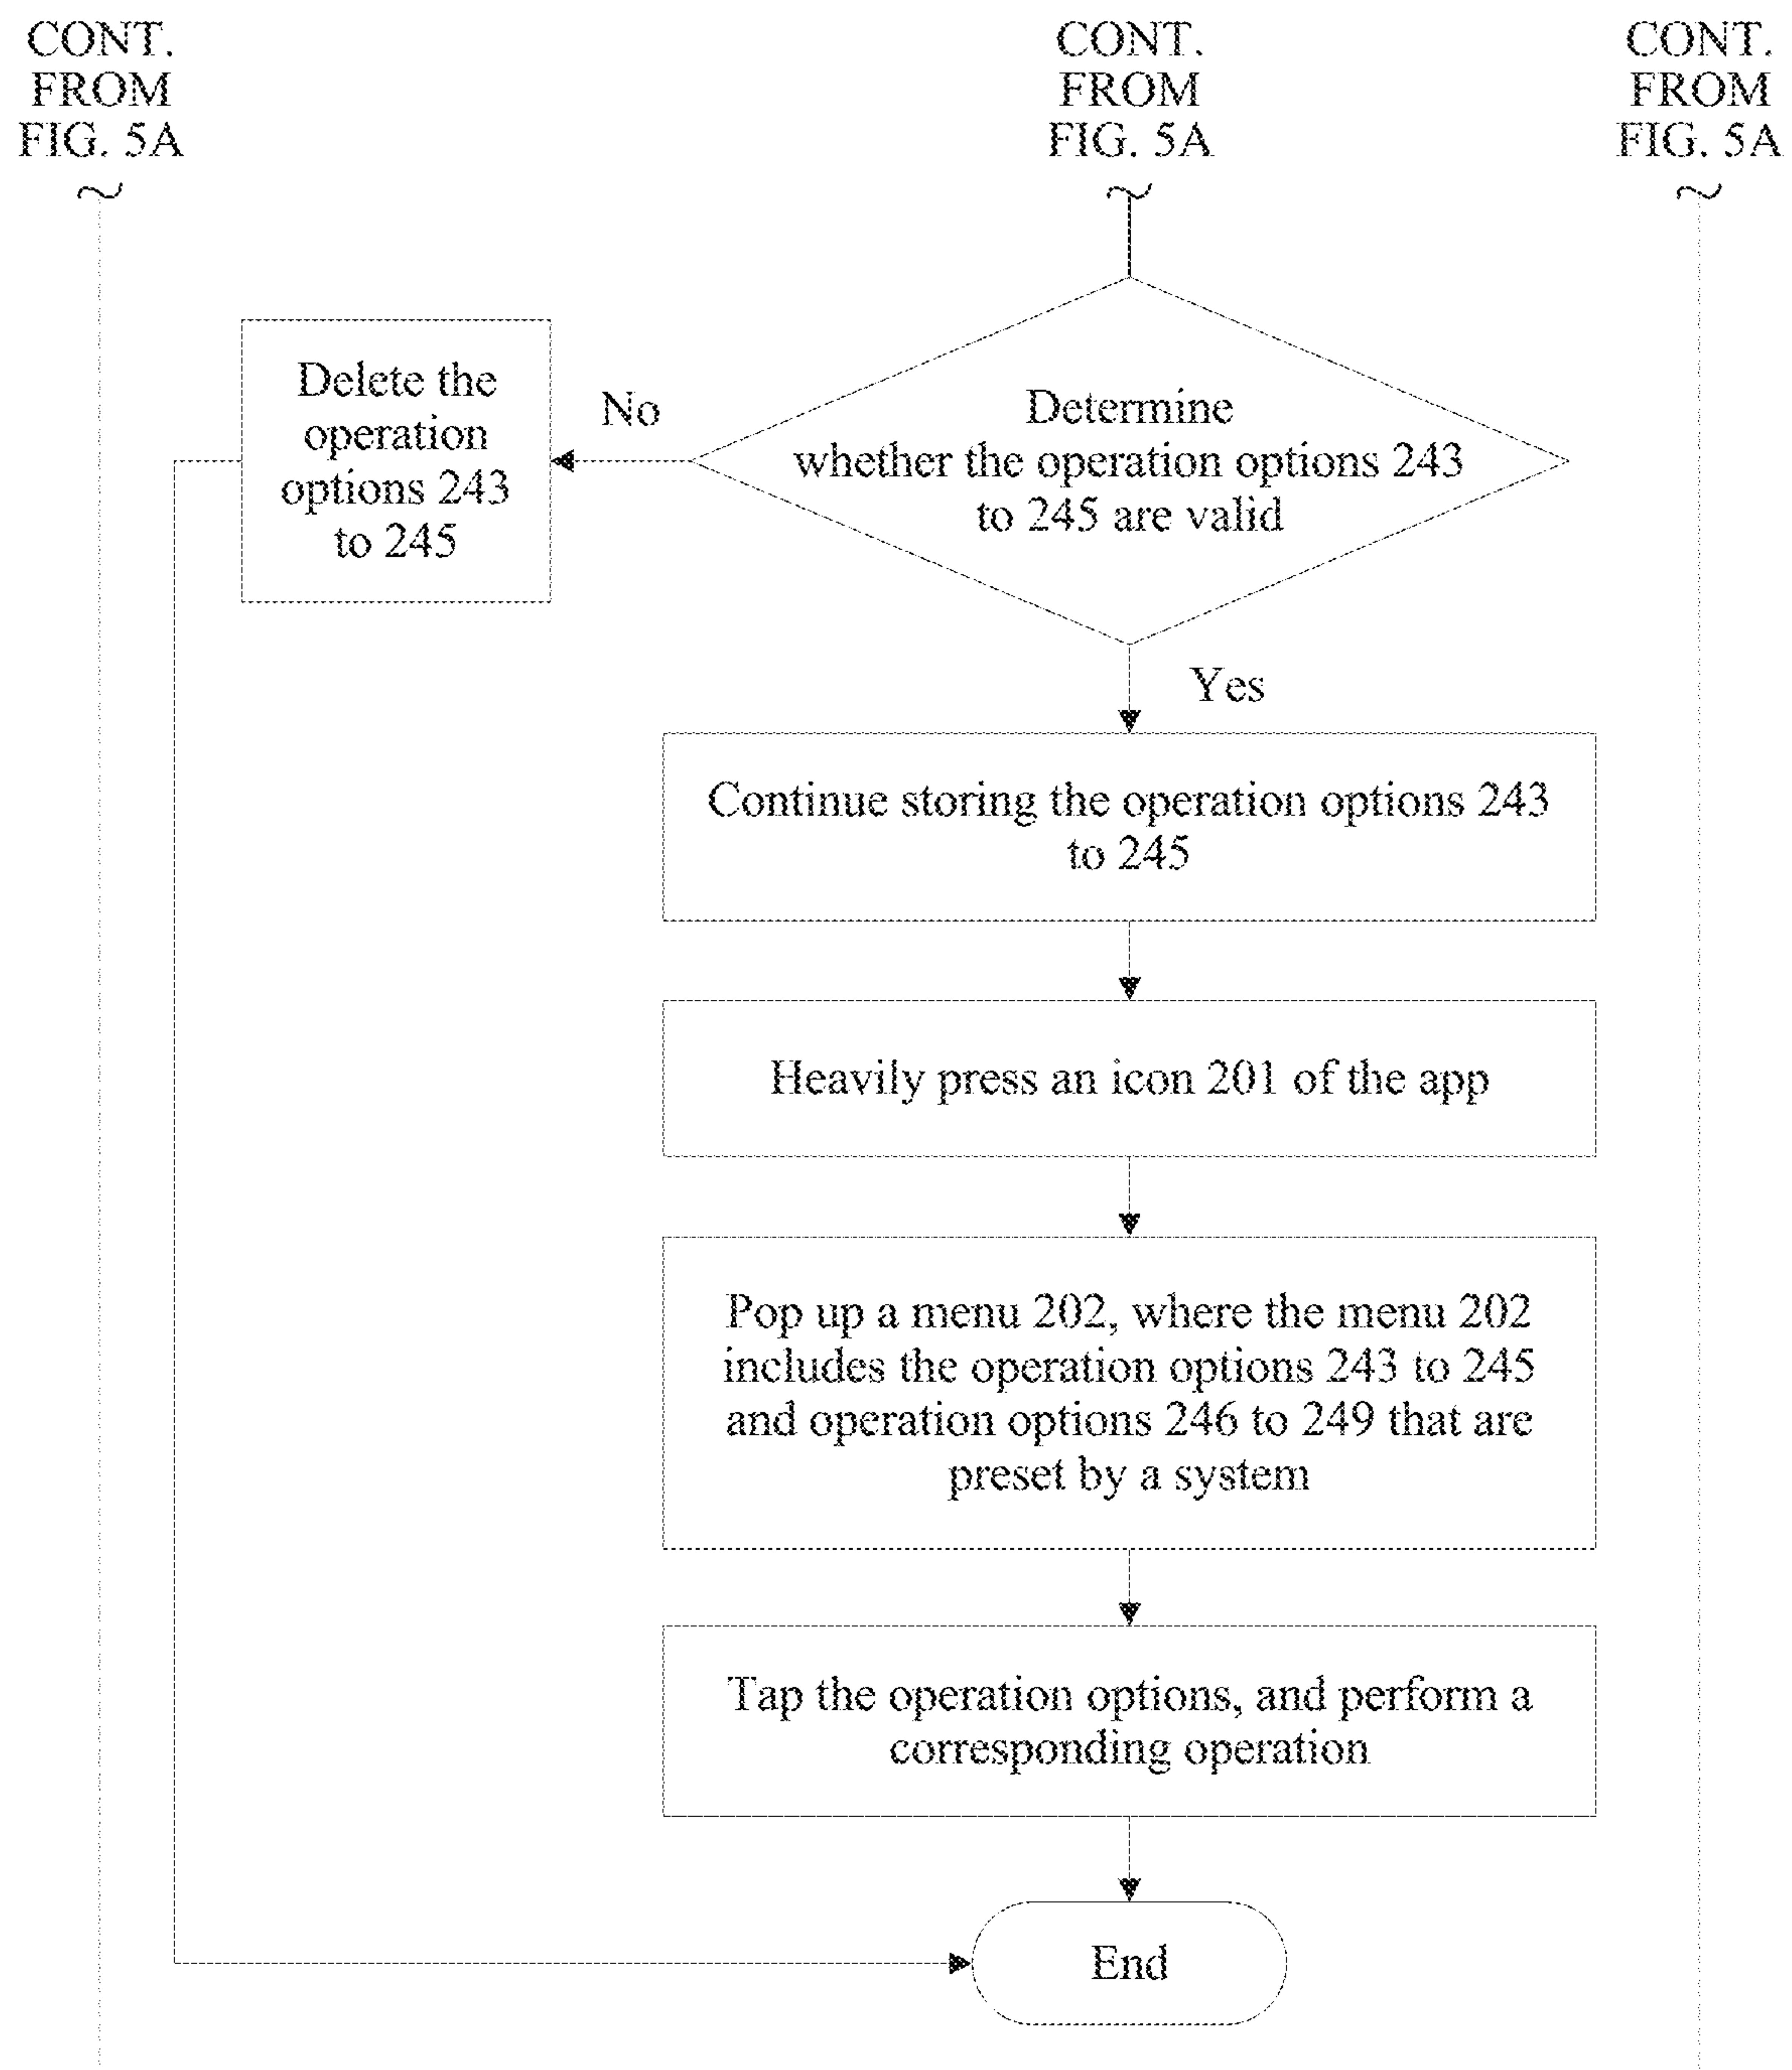 CONT.
FROM
FIG. 5A
CONT.
FROM
FIG. 5A
CONT.
FROM
FIG. 5A
Determine
whether the operation options 243
to 245 are valid
No
Delete the
operation
options 243
to 245
Yes
Continue storing the operation options 243
to 245
Heavily press an icon 201 of the app
Pop up a menu 202, where the menu 202
includes the operation options 243 to 245
and operation options 246 to 249 that are
preset by a system
Tap the operation options, and perform a
corresponding operation
End